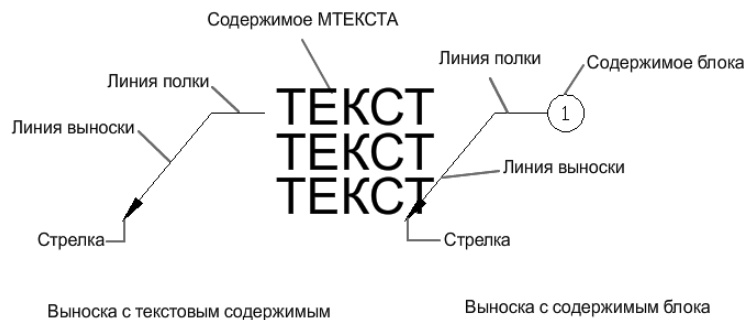 Содержимое МТЕКСТА
Линия полки
Линия выноски
Стрелка
ТЕКСТ
ТЕКСТ
ТЕКСТ
Линия полки
Содержимое блока
1
Линия выноски
Стрелка
Выноска с текстовым содержимым
Выноска с содержимым блока